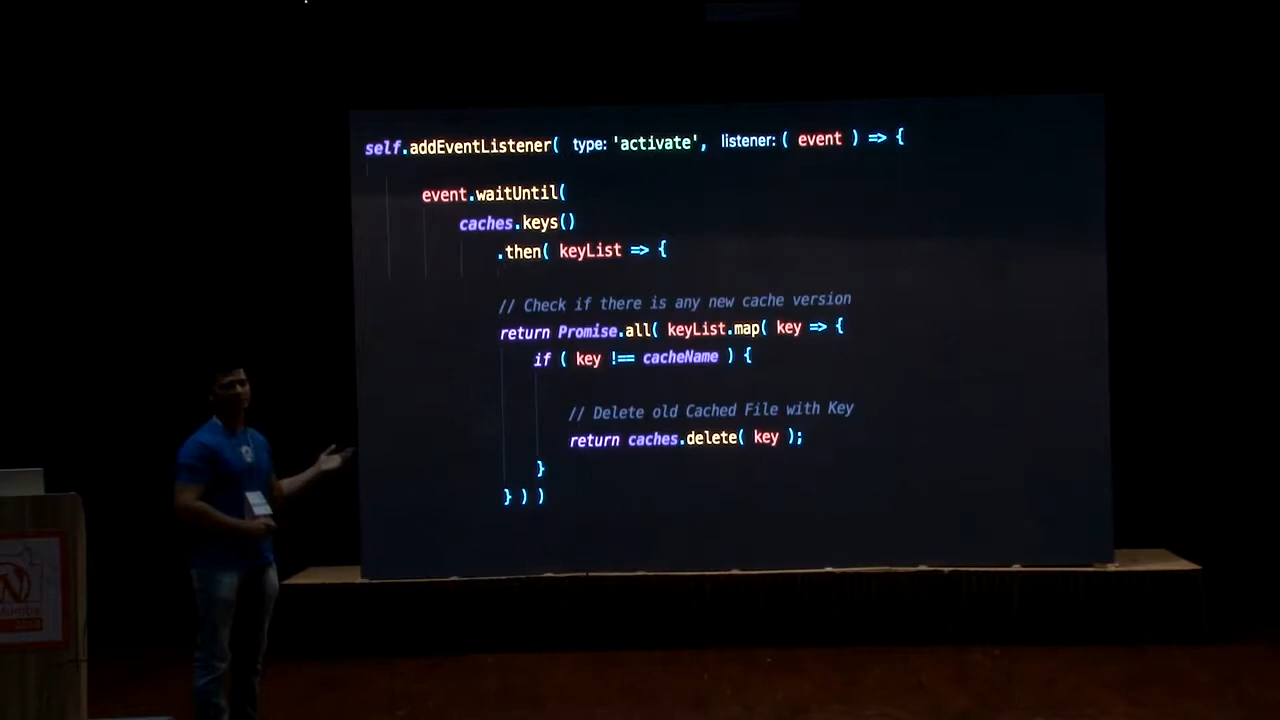 self.addEventListener( type: 'activate', listener: ( event ) => {
event.waitUntil(
caches.keys()
.then( keyList => {
// Check if there is any new cache version
return Promise.all( keyList.map( key => {
if ( key !== cacheName ) {
// Delete old Cached File with Key
return caches.delete( key );
}
} ) )